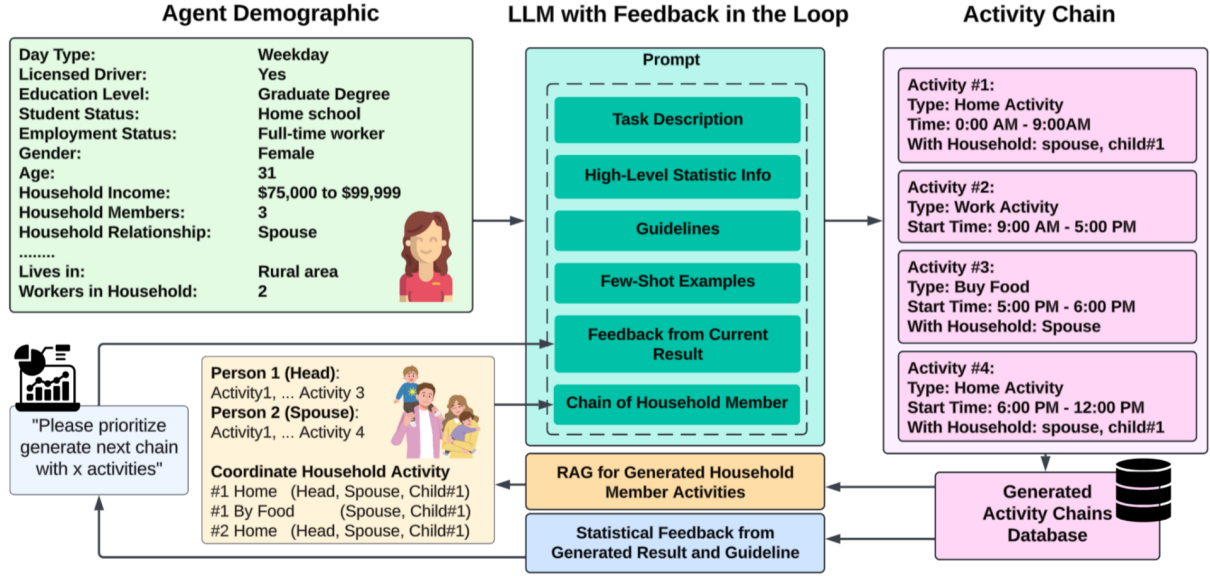 Agent Demographic
Day Type: Weekday
Licensed Driver: Yes
Education Level: Graduate Degree
Student Status: Home school
Employment Status: Full-time worker
Gender: Female
Age: 31
Household Income: $75,000 to $99,999
Household Members: 3
Household Relationship: Spouse
........
Lives in: Rural area
Workers in Household: 2
LLM with Feedback in the Loop
Prompt
Task Description
High-Level Statistic Info
Guidelines
Few-Shot Examples
Feedback from Current
Result
Chain of Household Member
Activity Chain
Activity #1:
Type: Home Activity
Time: 0:00 AM - 9:00AM
With Household: spouse, child#1
Activity #2:
Type: Work Activity
Start Time: 9:00 AM - 5:00 PM
Activity #3:
Type: Buy Food
Start Time: 5:00 PM - 6:00 PM
With Household: Spouse
Activity #4:
Type: Home Activity
Start Time: 6:00 PM - 12:00 PM
With Household: spouse, child#1
Generated
Activity Chains
Database
RAG for Generated Household
Member Activities
Statistical Feedback from
Generated Result and Guideline
Person 1 (Head):
Activity1, ... Activity 3
Person 2 (Spouse):
Activity1, ... Activity 4
Coordinate Household Activity
#1 Home (Head, Spouse, Child#1)
#1 By Food (Spouse, Child#1)
#2 Home (Head, Spouse, Child#1)
"Please prioritize
generate next chain
with x activities"